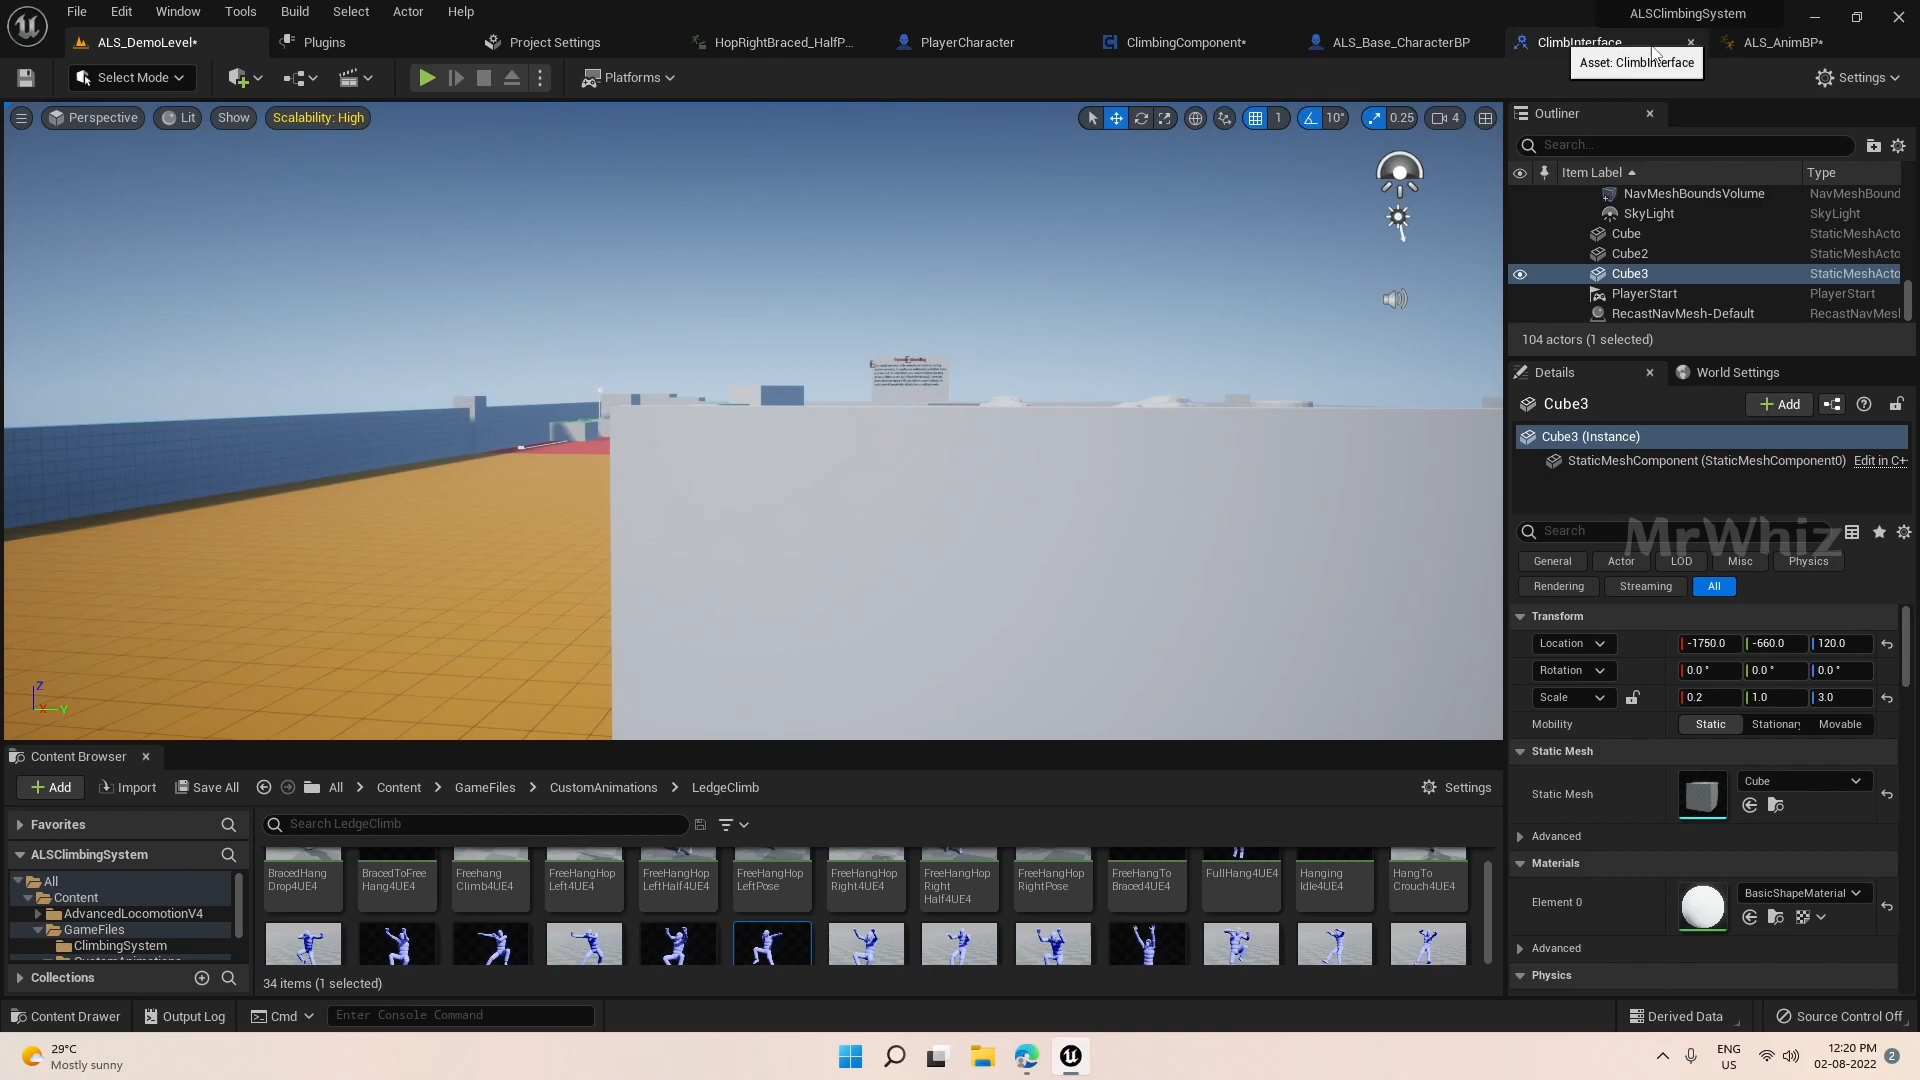 File Edit Window Tools Build Select Actor Help
ALSClimbingSystem
ALS_DemoLevel*
Plugins
Project Settings
HopRightBraced_HalfP...
PlayerCharacter
ClimbingComponent*
ALS_Base_CharacterBP
ClimbInterface
ALS_AnimBP*
Asset: ClimbInterface
Select Mode
Platforms
Settings
Perspective
Lit
Show
Scalability: High
1
10°
0.25
4
Outliner
Search...
Item Label
Type
NavMeshBoundsVolume NavMeshBound
SkyLight SkyLight
Cube StaticMeshActo
Cube2 StaticMeshActo
Cube3 StaticMeshActo
PlayerStart PlayerStart
RecastNavMesh-Default RecastNavMesl
104 actors (1 selected)
Details
World Settings
Cube3
Add
Cube3 (Instance)
StaticMeshComponent (StaticMeshComponent0) Edit in C+
Search
MrWhiz
General Actor LOD Misc Physics
Rendering Streaming All
Transform
Location -1750.0 -660.0 120.0
Rotation 0.0 ° 0.0 ° 0.0 °
Scale 0.2 1.0 3.0
Mobility Static Stationary Movable
Static Mesh
Static Mesh Cube
Advanced
Materials
Element 0 BasicShapeMaterial
Advanced
Physics
Z
X Y
Content Browser
Add Import Save All All Content GameFiles CustomAnimations LedgeClimb Settings
Favorites
Search LedgeClimb
ALSClimbingSystem
All
Content
AdvancedLocomotionV4
GameFiles
ClimbingSystem
Collections
BracedHang
Drop4UE4
BracedToFree
Hang4UE4
Freehang
Climb4UE4
FreeHangHop
Left4UE4
FreeHangHop
LeftHalf4UE4
FreeHangHop
LeftPose
FreeHangHop
Right4UE4
FreeHangHop
Right
Half4UE4
FreeHangHop
RightPose
FreeHangTo
Braced4UE4
FullHang4UE4
Hanging
Idle4UE4
HangTo
Crouch4UE4
34 items (1 selected)
Content Drawer
Output Log
Cmd
Enter Console Command
Derived Data
Source Control Off
29°C
Mostly sunny
ENG
US
12:20 PM
02-08-2022
2